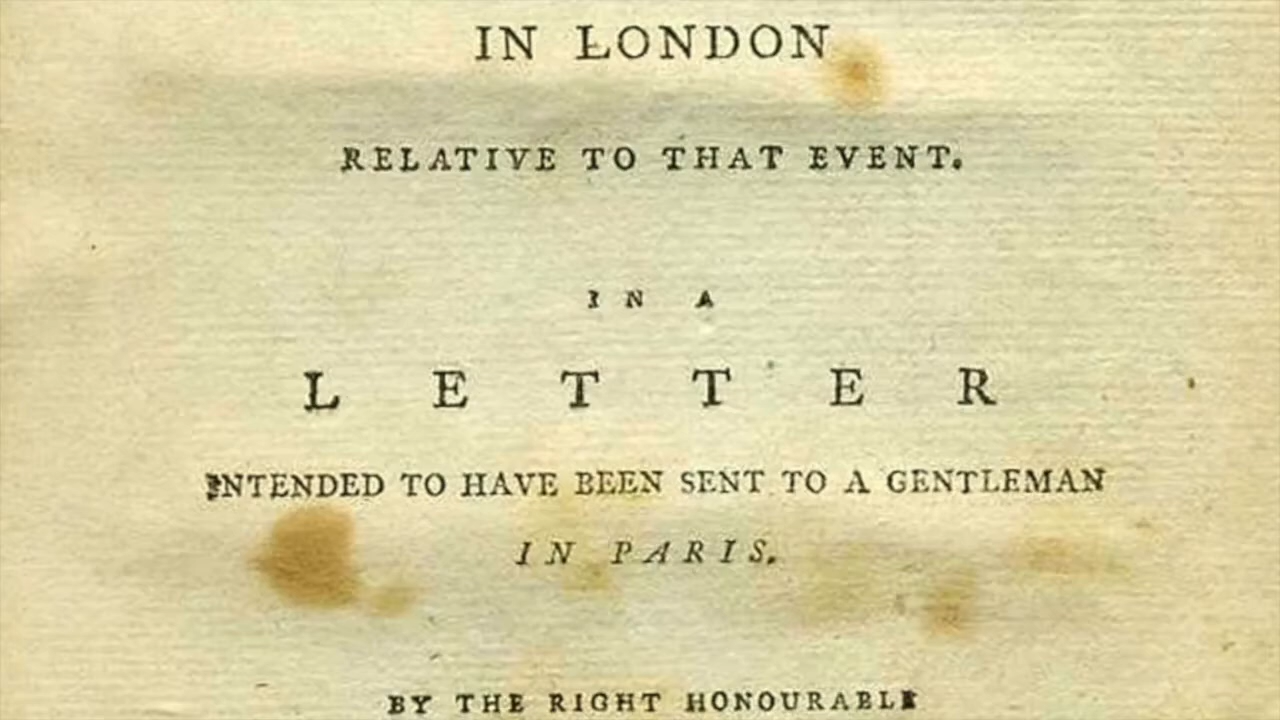 IN LONDON
RELATIVE TO THAT EVENT.
IN A
LETTER
INTENDED TO HAVE BEEN SENT TO A GENTLEMAN
IN PARIS.
BY THE RIGHT HONOURABLE